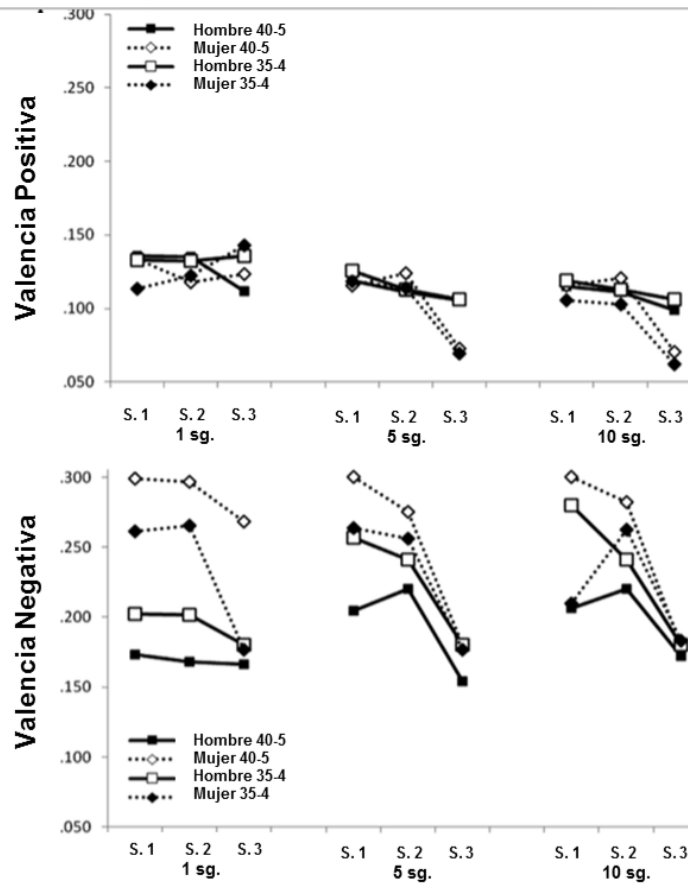 .300
Hombre 40-5
Mujer 40-5
Hombre 35-4
Mujer 35-4
.250
.200
.150
.100
.050
Valencia Positiva
S. 1 S. 2 S. 3 S. 1 S. 2 S. 3 S. 1 S. 2 S. 3
1 sg. 5 sg. 10 sg.
.300
.250
.200
.150
.100
.050
Valencia Negativa
Hombre 40-5
Mujer 40-5
Hombre 35-4
Mujer 35-4
S. 1 S. 2 S. 3 S. 1 S. 2 S. 3 S. 1 S. 2 S. 3
1 sg. 5 sg. 10 sg.